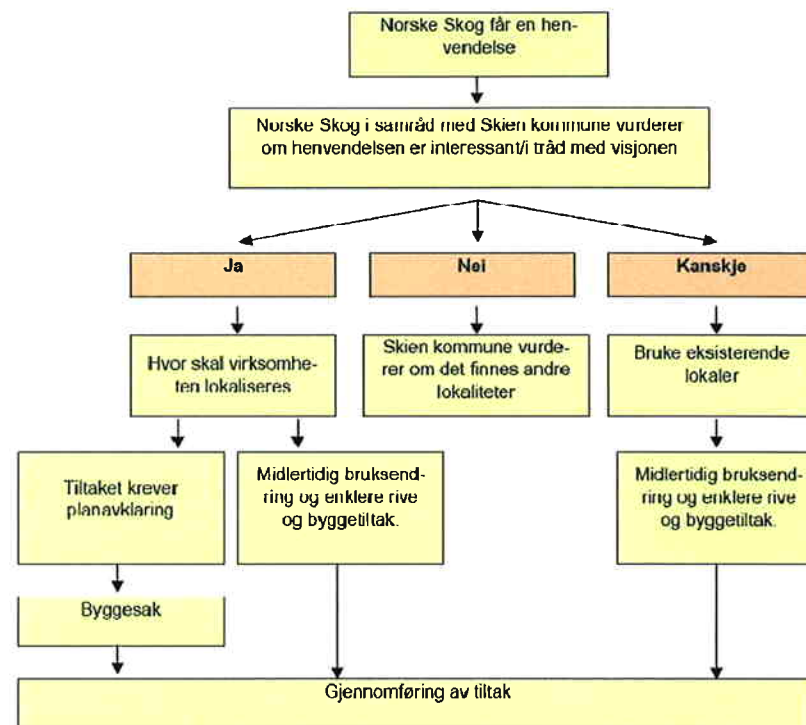 Norske Skog får en hen-
vendelse
Norske Skog i samråd med Skien kommune vurderer
om henvendelsen er interessant/i tråd med visjonen
Ja
Nei
Kanskje
Hvor skal virksomhe-
ten lokaliseres
Skien kommune vurde-
rer om det finnes andre
lokaliteter
Bruke eksisterende
lokaler
Tiltaket krever
planavklaring
Midlertidig bruksend-
ring og enklere rive
og byggetiltak.
Midlertidig bruksend-
ring og enklere rive
og byggetiltak.
Byggesak
Gjennomføring av tiltak